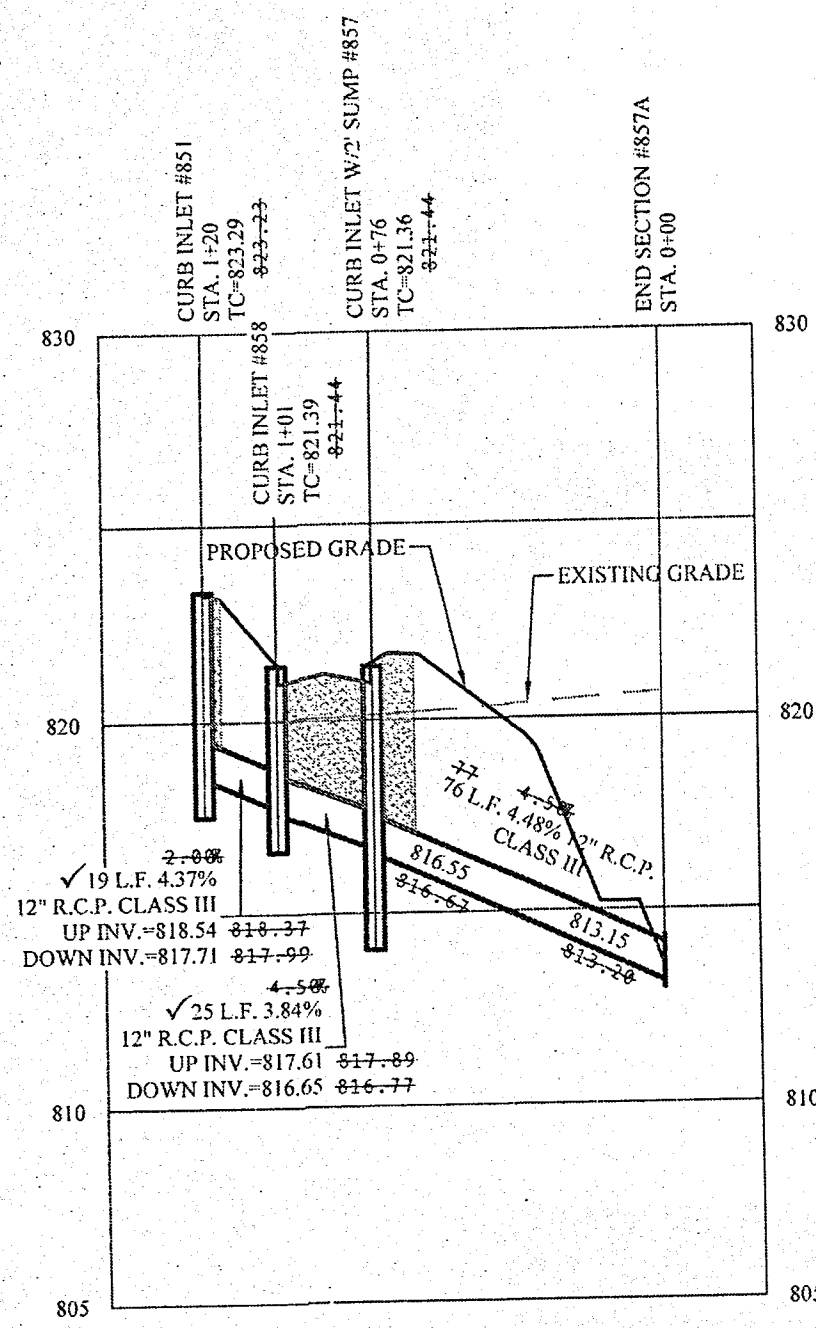 CURB INLET #851
STA. 1+20
TC=823.29
823.23
CURB INLET #858
STA. 1+01
TC=821.39
821.44
CURB INLET W/2' SUMP #857
STA. 0+76
TC=821.36
821.44
END SECTION #857A
STA. 0+00
830
830
PROPOSED GRADE
EXISTING GRADE
820
820
77 4.50%
76 L.F. 4.48% 12" R.C.P.
CLASS III
816.55
816.67
813.15
813.20
2.00%
✓ 19 L.F. 4.37%
12" R.C.P. CLASS III
UP INV.=818.54 818.37
DOWN INV.=817.71 817.99
4.50%
✓ 25 L.F. 3.84%
12" R.C.P. CLASS III
UP INV.=817.61 817.89
DOWN INV.=816.65 816.77
810
810
805
805